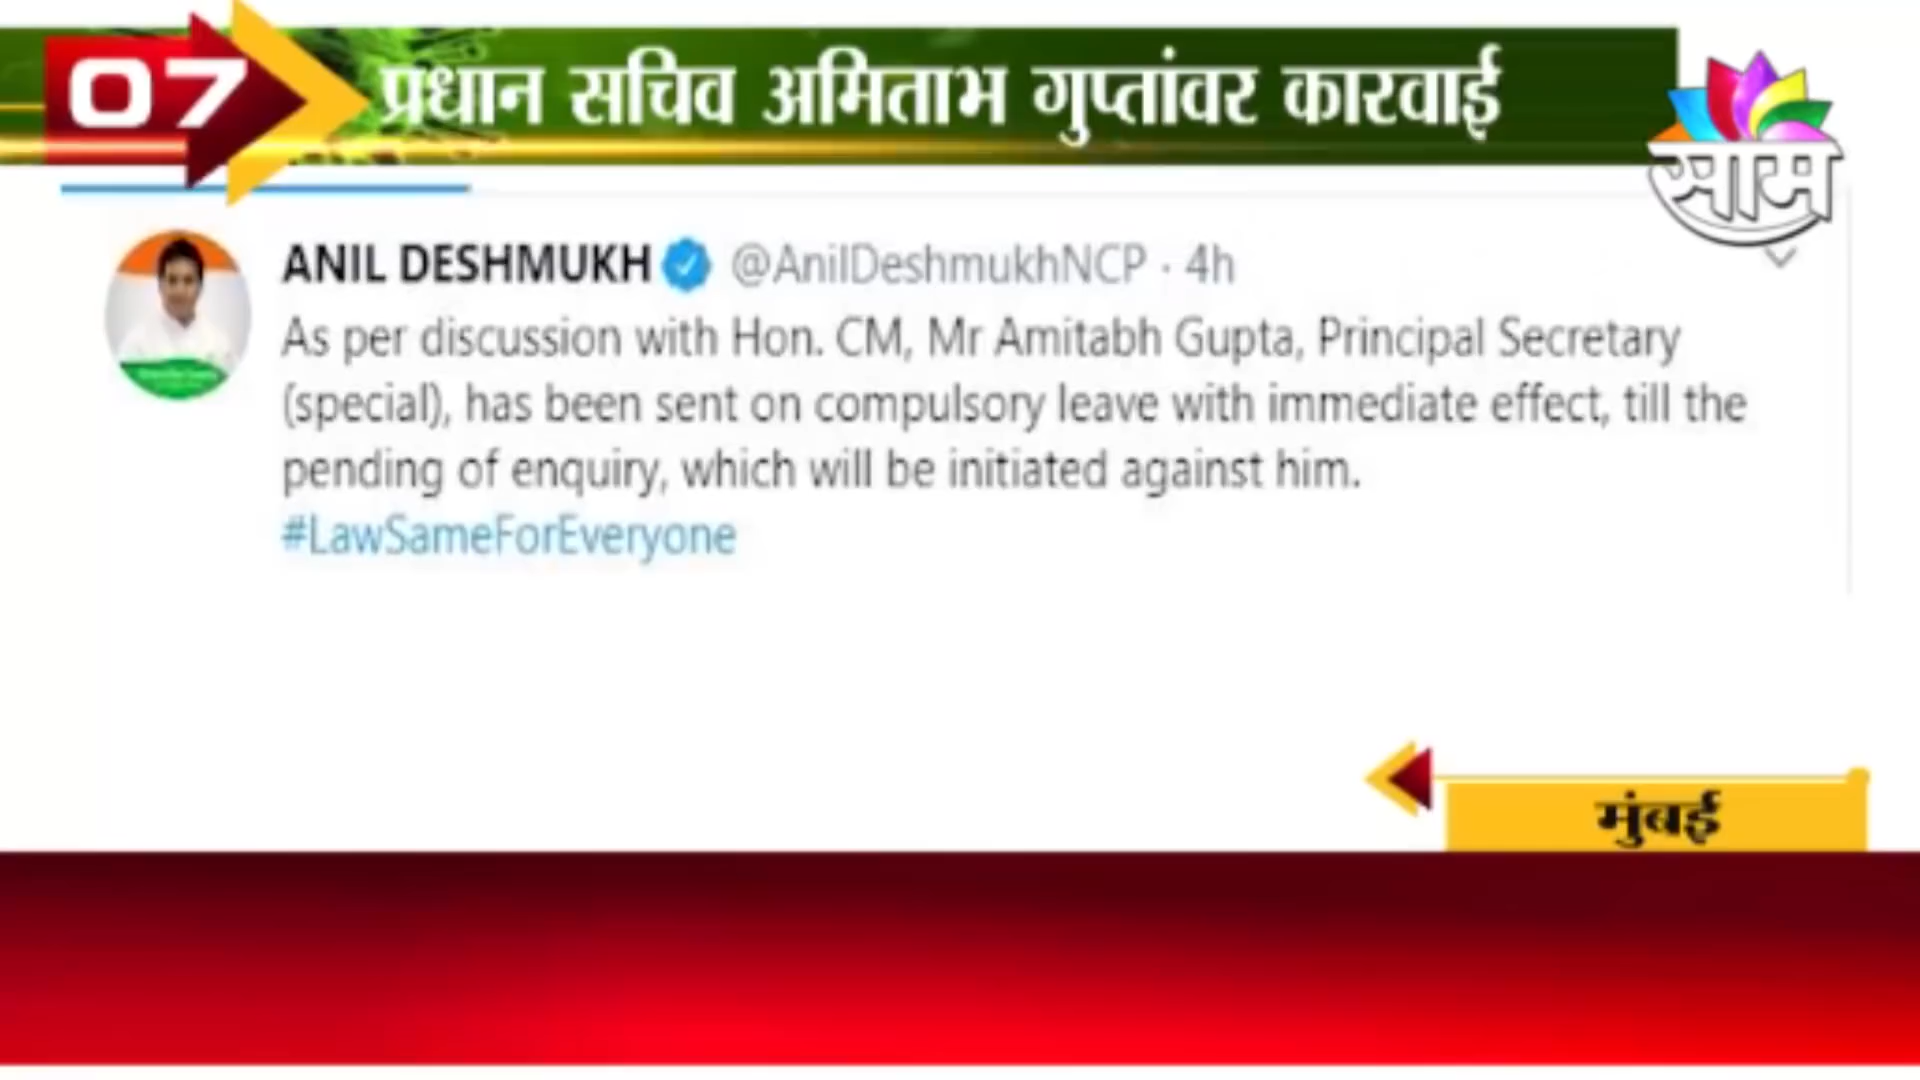 07 प्रधान सचिव अमिताभ गुप्तांवर कारवाई
साम
ANIL DESHMUKH @AnilDeshmukhNCP · 4h
As per discussion with Hon. CM, Mr Amitabh Gupta, Principal Secretary
(special), has been sent on compulsory leave with immediate effect, till the
pending of enquiry, which will be initiated against him.
#LawSameForEveryone
मुंबई